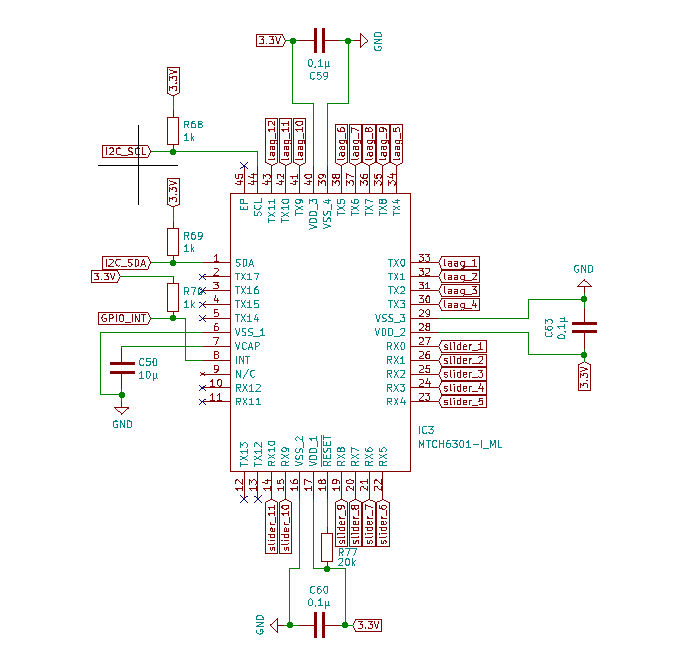 3.3V
GND
0,1µ
C59
3.3V
R68
1k
I2C_SCL
laag_12
laag_11
laag_10
laag_6
laag_7
laag_8
laag_9
laag_5
45
44
43
42
41
40
39
38
37
36
35
34
EP
SCL
TX11
TX10
TX9
VDD_3
VSS_4
TX5
TX6
TX7
TX8
TX4
3.3V
R69
1k
I2C_SDA
3.3V
R70
1k
GPIO_INT
C50
10µ
GND
1 SDA
2 TX17
3 TX16
4 TX15
5 TX14
6 VSS_1
7 VCAP
8 INT
9 N/C
10 RX12
11 RX11
TX0 33 laag_1
TX1 32 laag_2
TX2 31 laag_3
TX3 30 laag_4
VSS_3 29
VDD_2 28
RX0 27 slider_1
RX1 26 slider_2
RX2 25 slider_3
RX3 24 slider_4
RX4 23 slider_5
GND
C63
0,1µ
3.3V
IC3
MTCH6301-I_ML
TX13
TX12
RX10
RX9
VSS_2
VDD_1
RESET
RX8
RX7
RX6
RX5
12
13
14
15
16
17
18
19
20
21
22
slider_11
slider_10
slider_9
slider_8
slider_7
slider_6
R77
20k
C60
0,1µ
GND
3.3V